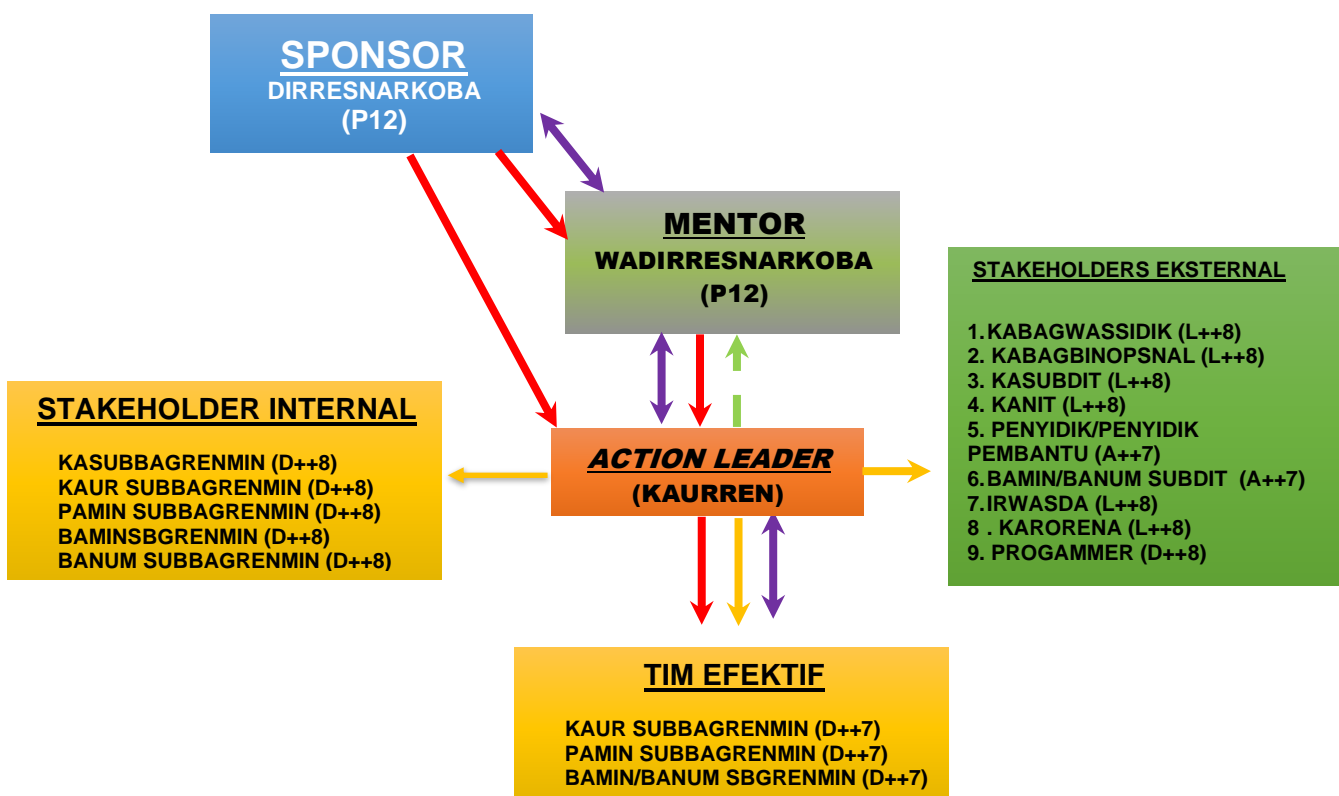 SPONSOR
DIRRESNARKOBA
(P12)
MENTOR
WADIRRESNARKOBA
(P12)
STAKEHOLDERS EKSTERNAL
1. KABAGWASSIDIK (L++8)
2. KABAGBINOPSNAL (L++8)
3. KASUBDIT (L++8)
4. KANIT (L++8)
5. PENYIDIK/PENYIDIK
PEMBANTU (A++7)
6. BAMIN/BANUM SUBDIT (A++7)
7. IRWASDA (L++8)
8 . KARORENA (L++8)
9. PROGAMMER (D++8)
STAKEHOLDER INTERNAL
KASUBBAGRENMIN (D++8)
KAUR SUBBAGRENMIN (D++8)
PAMIN SUBBAGRENMIN (D++8)
BAMINSBGRENMIN (D++8)
BANUM SUBBAGRENMIN (D++8)
ACTION LEADER
(KAURREN)
TIM EFEKTIF
KAUR SUBBAGRENMIN (D++7)
PAMIN SUBBAGRENMIN (D++7)
BAMIN/BANUM SBGRENMIN (D++7)